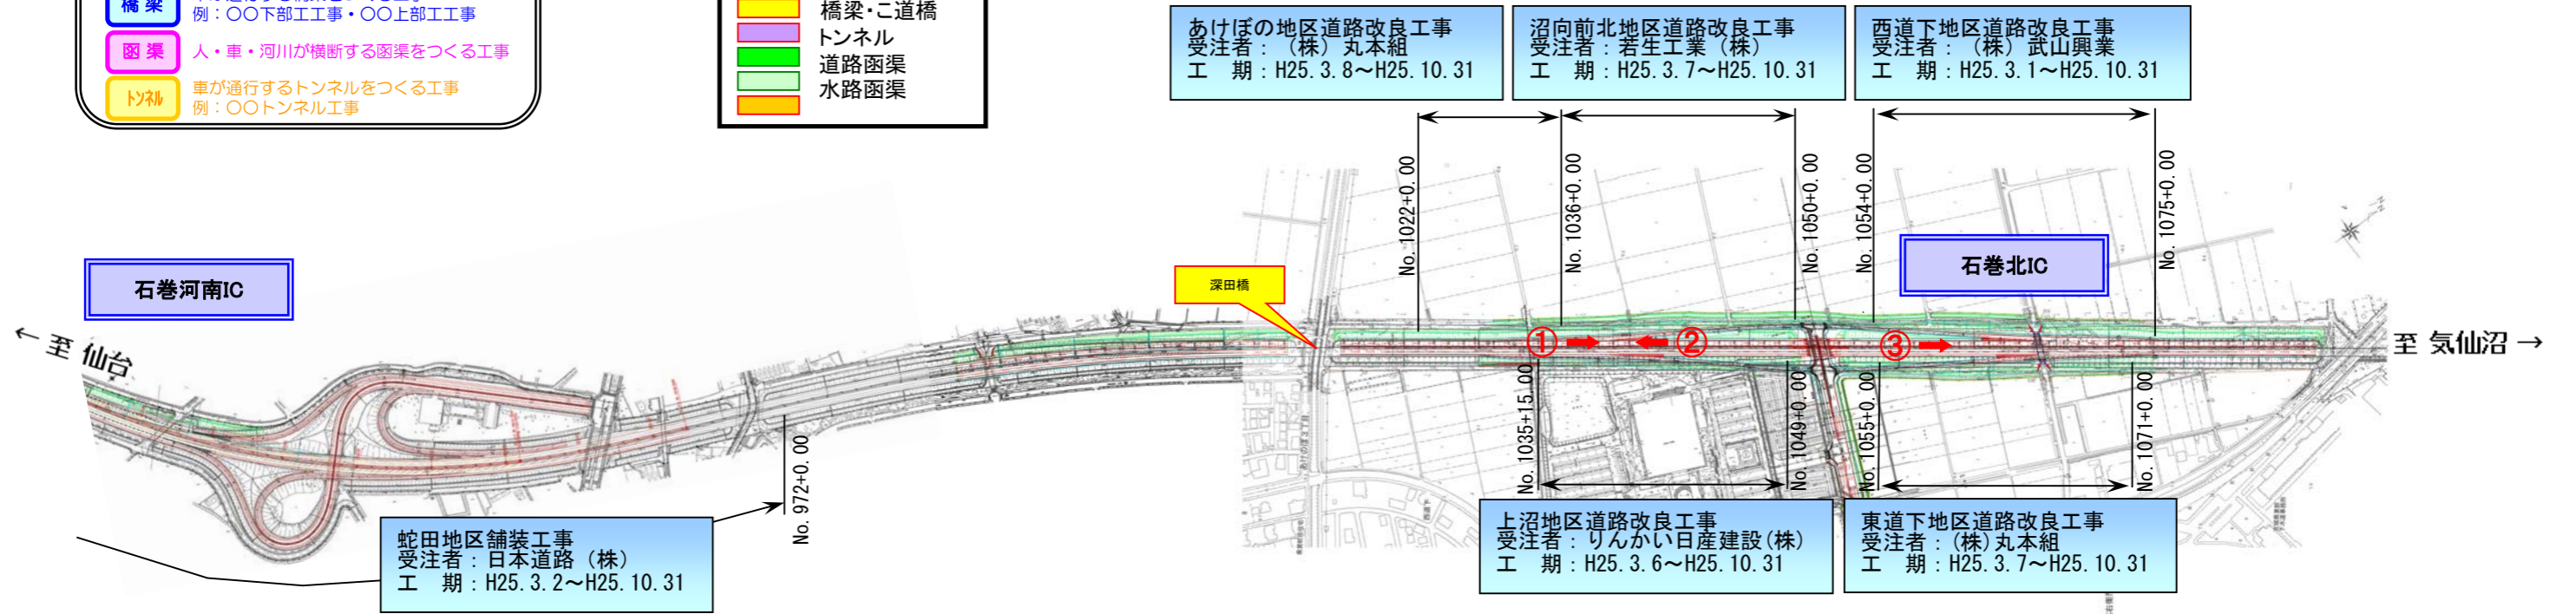 橋 梁
例：〇〇下部工工事・〇〇上部工工事
函 渠
人・車・河川が横断する函渠をつくる工事
トンネル
車が通行するトンネルをつくる工事
例：〇〇トンネル工事
橋梁・こ道橋
トンネル
道路函渠
水路函渠
あけぼの地区道路改良工事
受注者：（株）丸本組
工　期：H25.3.8～H25.10.31
沼向前北地区道路改良工事
受注者：若生工業（株）
工　期：H25.3.7～H25.10.31
西道下地区道路改良工事
受注者：（株）武山興業
工　期：H25.3.1～H25.10.31
No.1022+0.00
No.1036+0.00
No.1050+0.00
No.1054+0.00
No.1075+0.00
石巻河南IC
深田橋
石巻北IC
← 至 仙台
① ② ③
至 気仙沼 →
No.972+0.00
No.1035+15.00
No.1049+0.00
No.1055+0.00
No.1071+0.00
蛇田地区舗装工事
受注者：日本道路（株）
工　期：H25.3.2～H25.10.31
上沼地区道路改良工事
受注者：りんかい日産建設(株)
工　期：H25.3.6～H25.10.31
東道下地区道路改良工事
受注者：(株)丸本組
工　期：H25.3.7～H25.10.31